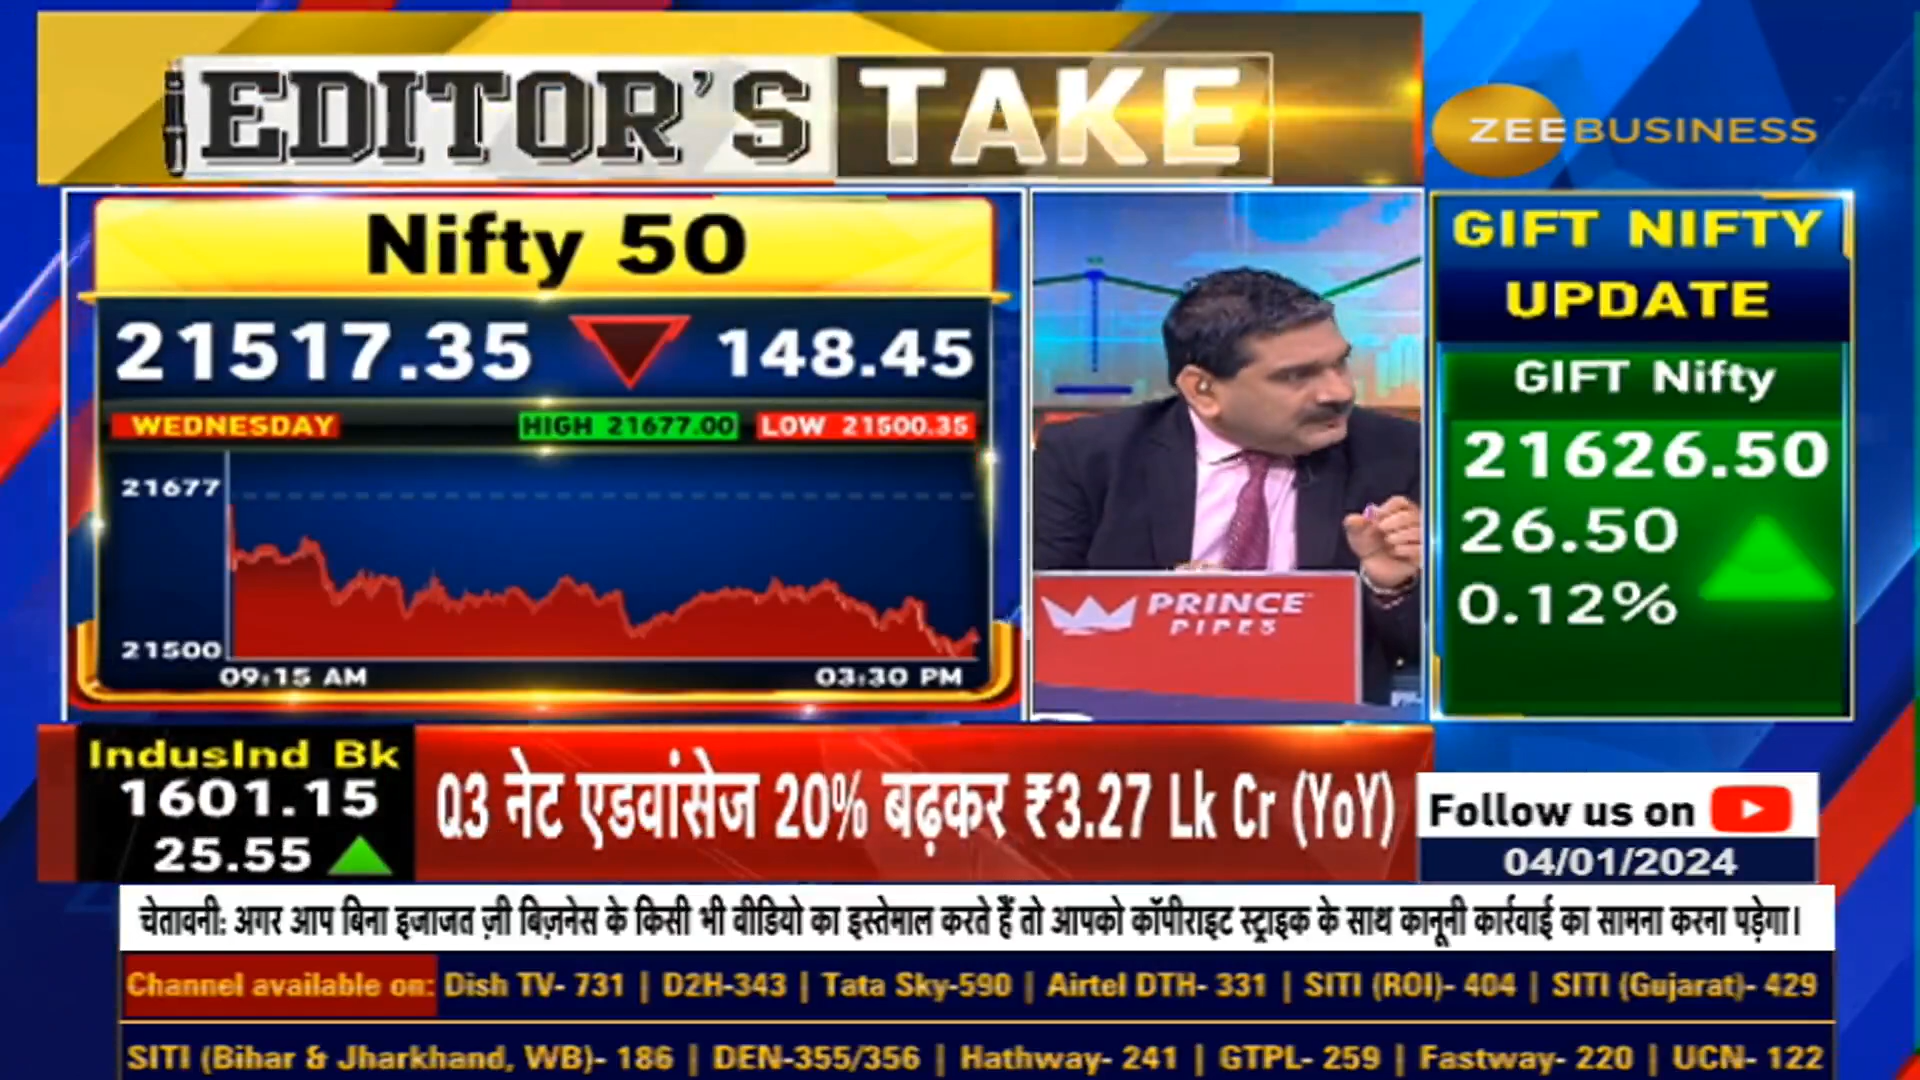 EDITOR'S TAKE
ZEEBUSINESS
Nifty 50
21517.35 148.45
WEDNESDAY HIGH 21677.00 LOW 21500.35
21677
21500
09:15 AM 03:30 PM
PRINCE
PIPES
GIFT NIFTY
UPDATE
GIFT Nifty
21626.50
26.50
0.12%
IndusInd Bk
1601.15
25.55
Q3 नेट एडवांसेज 20% बढ़कर ₹3.27 Lk Cr (YoY)
Follow us on
04/01/2024
चेतावनी: अगर आप बिना इजाजत ज़ी बिज़नेस के किसी भी वीडियो का इस्तेमाल करते हैं तो आपको कॉपीराइट स्ट्राइक के साथ कानूनी कार्रवाई का सामना करना पड़ेगा।
Channel available on: Dish TV- 731 | D2H-343 | Tata Sky-590 | Airtel DTH- 331 | SITI (ROI)- 404 | SITI (Gujarat)- 429
SITI (Bihar & Jharkhand, WB)- 186 | DEN-355/356 | Hathway- 241 | GTPL- 259 | Fastway- 220 | UCN- 122